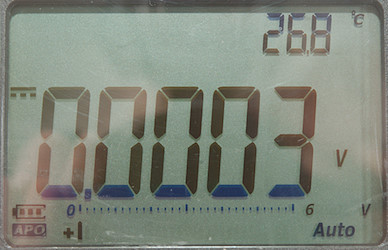 26.8 °C
0.0003 V
0 6 V
APO + Auto